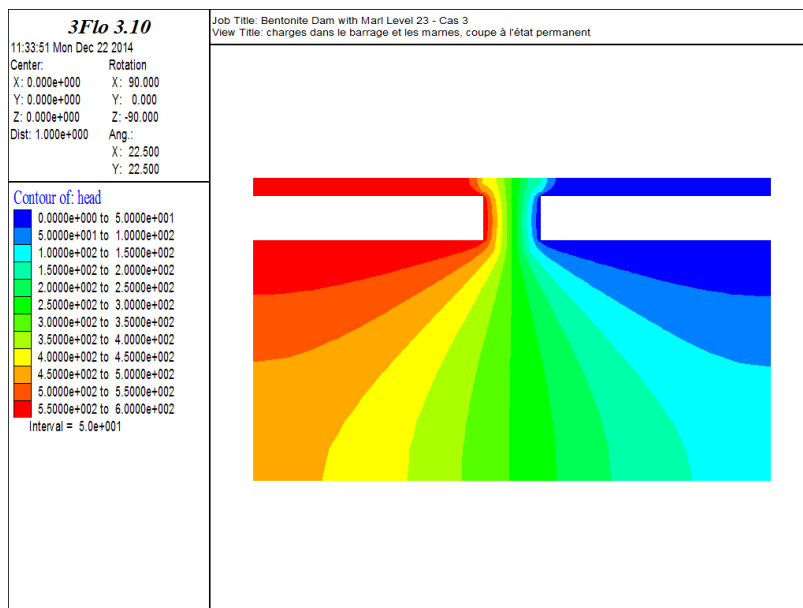 3Flo 3.10
11:33:51 Mon Dec 22 2014
Center: Rotation
X: 0.000e+000 X: 90.000
Y: 0.000e+000 Y: 0.000
Z: 0.000e+000 Z: -90.000
Dist: 1.000e+000 Ang.:
X: 22.500
Y: 22.500
Job Title: Bentonite Dam with Marl Level 23 - Cas 3
View Title: charges dans le barrage et les marnes, coupe à l'état permanent
Contour of: head
0.0000e+000 to 5.0000e+001
5.0000e+001 to 1.0000e+002
1.0000e+002 to 1.5000e+002
1.5000e+002 to 2.0000e+002
2.0000e+002 to 2.5000e+002
2.5000e+002 to 3.0000e+002
3.0000e+002 to 3.5000e+002
3.5000e+002 to 4.0000e+002
4.0000e+002 to 4.5000e+002
4.5000e+002 to 5.0000e+002
5.0000e+002 to 5.5000e+002
5.5000e+002 to 6.0000e+002
Interval = 5.0e+001